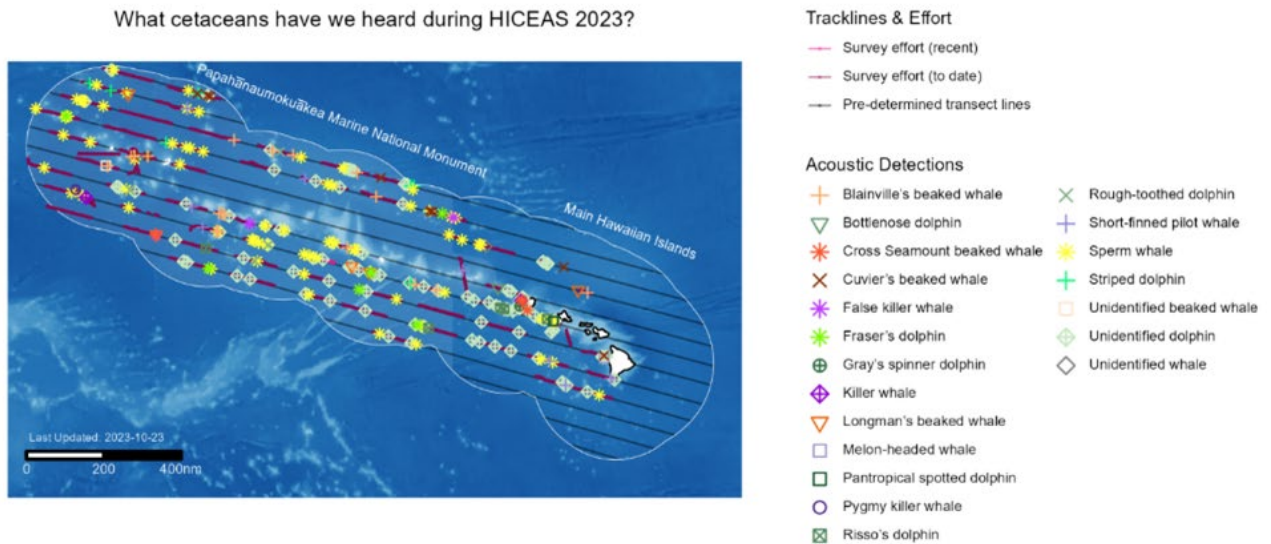 What cetaceans have we heard during HICEAS 2023?
Papahānaumokuākea Marine National Monument
Main Hawaiian Islands
Last Updated: 2023-10-23
0 200 400nm
Tracklines & Effort
Survey effort (recent)
Survey effort (to date)
Pre-determined transect lines
Acoustic Detections
Blainville's beaked whale
Bottlenose dolphin
Cross Seamount beaked whale
Cuvier's beaked whale
False killer whale
Fraser's dolphin
Gray's spinner dolphin
Killer whale
Longman's beaked whale
Melon-headed whale
Pantropical spotted dolphin
Pygmy killer whale
Risso's dolphin
Rough-toothed dolphin
Short-finned pilot whale
Sperm whale
Striped dolphin
Unidentified beaked whale
Unidentified dolphin
Unidentified whale